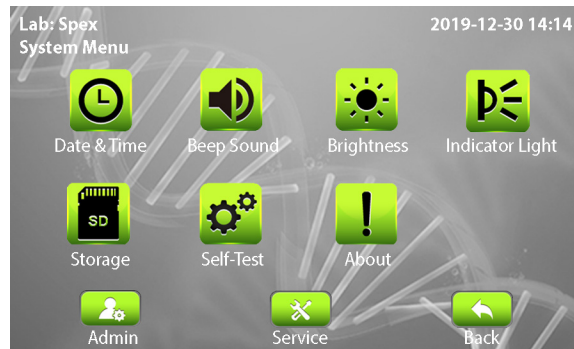 Lab: Spex 2019-12-30 14:14
System Menu
Date & Time Beep Sound Brightness Indicator Light
SD
Storage Self-Test About
Admin Service Back